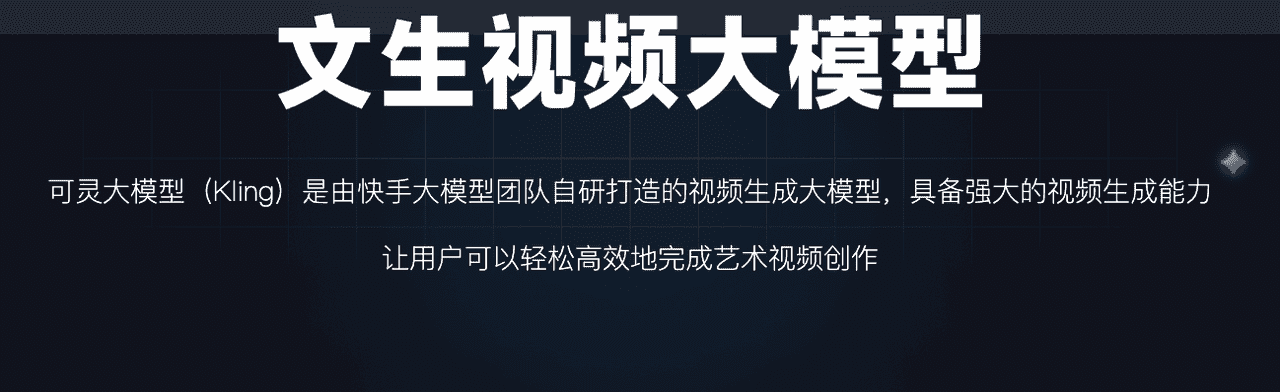 文生视频大模型
可灵大模型（Kling）是由快手大模型团队自研打造的视频生成大模型，具备强大的视频生成能力
让用户可以轻松高效地完成艺术视频创作